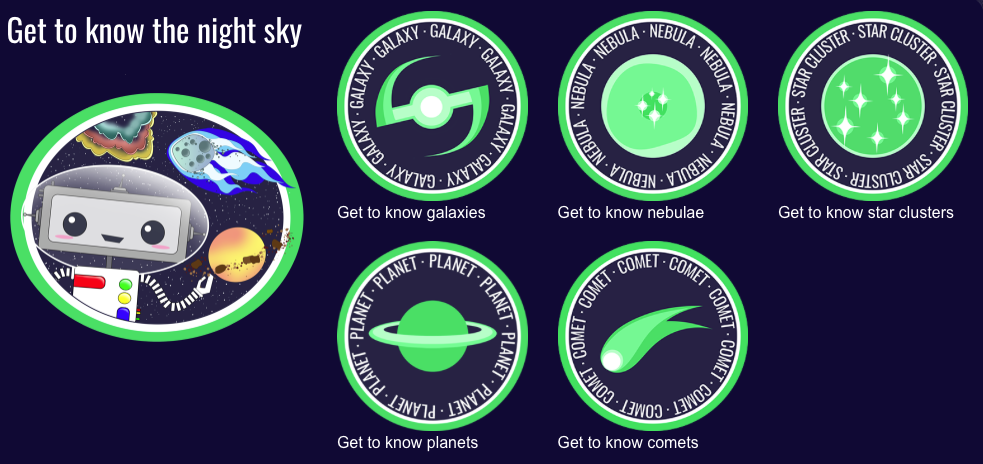 Get to know the night sky
GALAXY · GALAXY · GALAXY · GALAXY · GALAXY · GALAXY · GALAXY · GALAXY ·
NEBULA · NEBULA · NEBULA · NEBULA · NEBULA · NEBULA · NEBULA · NEBULA ·
STAR CLUSTER · STAR CLUSTER · STAR CLUSTER · STAR CLUSTER · STAR CLUSTER ·
Get to know galaxies
Get to know nebulae
Get to know star clusters
PLANET · PLANET · PLANET · PLANET · PLANET · PLANET · PLANET · PLANET ·
COMET · COMET · COMET · COMET · COMET · COMET · COMET · COMET · COMET ·
Get to know planets
Get to know comets